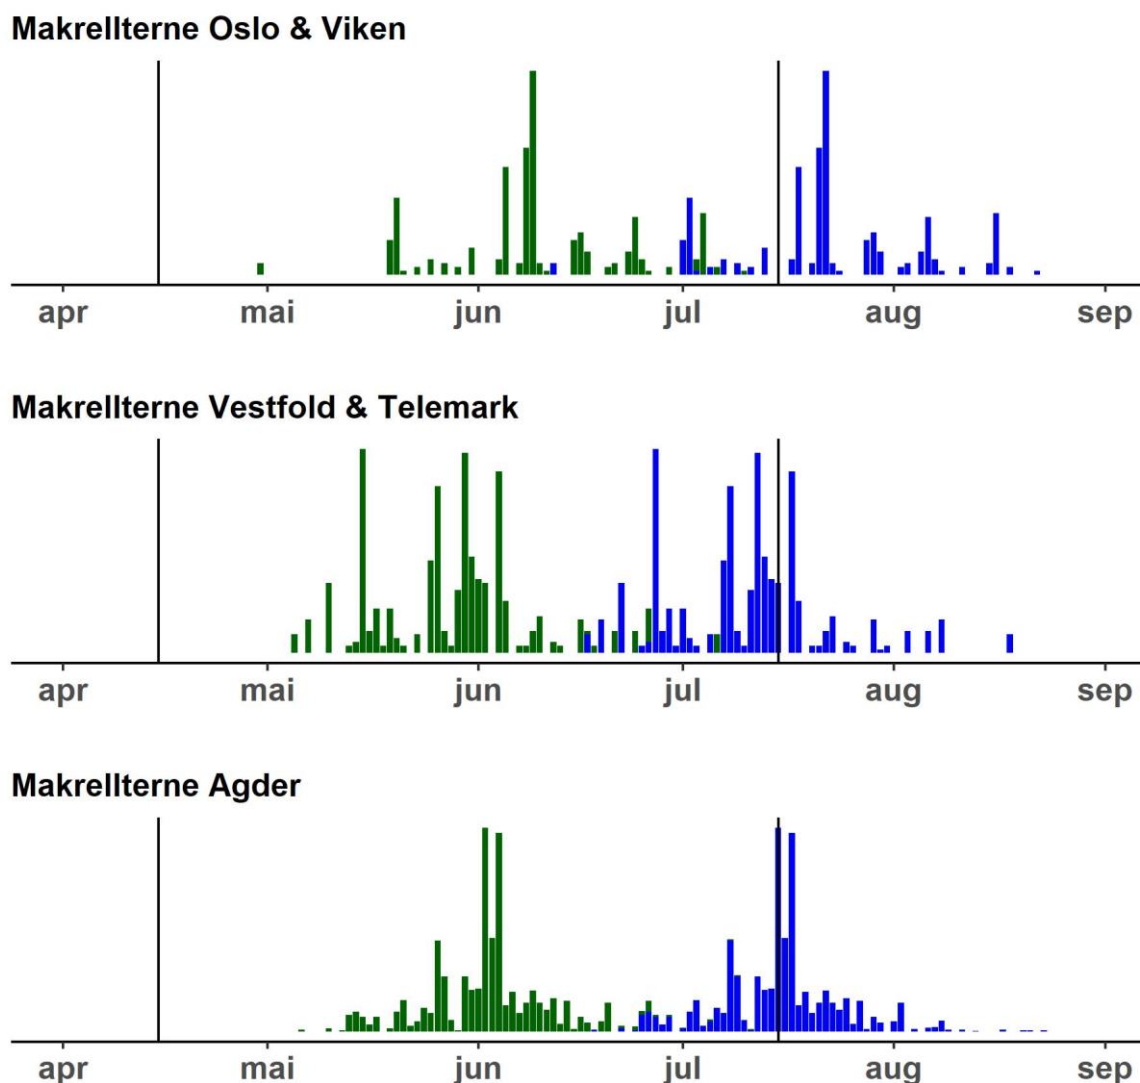 Makrellterne Oslo & Viken
apr mai jun jul aug sep
Makrellterne Vestfold & Telemark
apr mai jun jul aug sep
Makrellterne Agder
apr mai jun jul aug sep